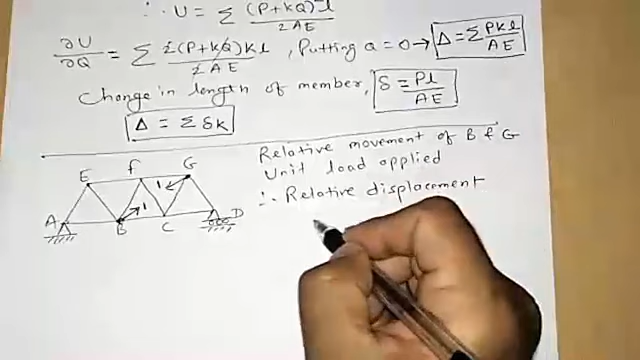 ∴ U = Σ (P+kQ)²l / 2AE
∂U/∂Q = Σ 2(P+kQ)kl / 2AE , Putting Q = 0 → Δ = Σ Pkl / AE
Change in length of member, δ = Pl / AE
Δ = Σ δk
Relative movement of B & G
Unit load applied
∴ Relative displacement
E F G
1 1
A B C D